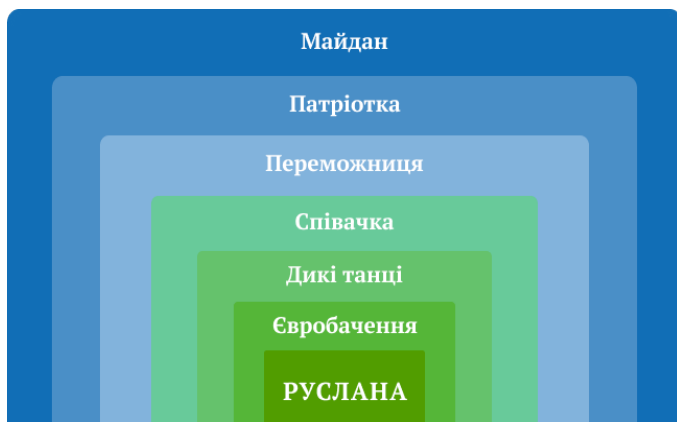 Майдан
Патріотка
Переможниця
Співачка
Дикі танці
Євробачення
РУСЛАНА